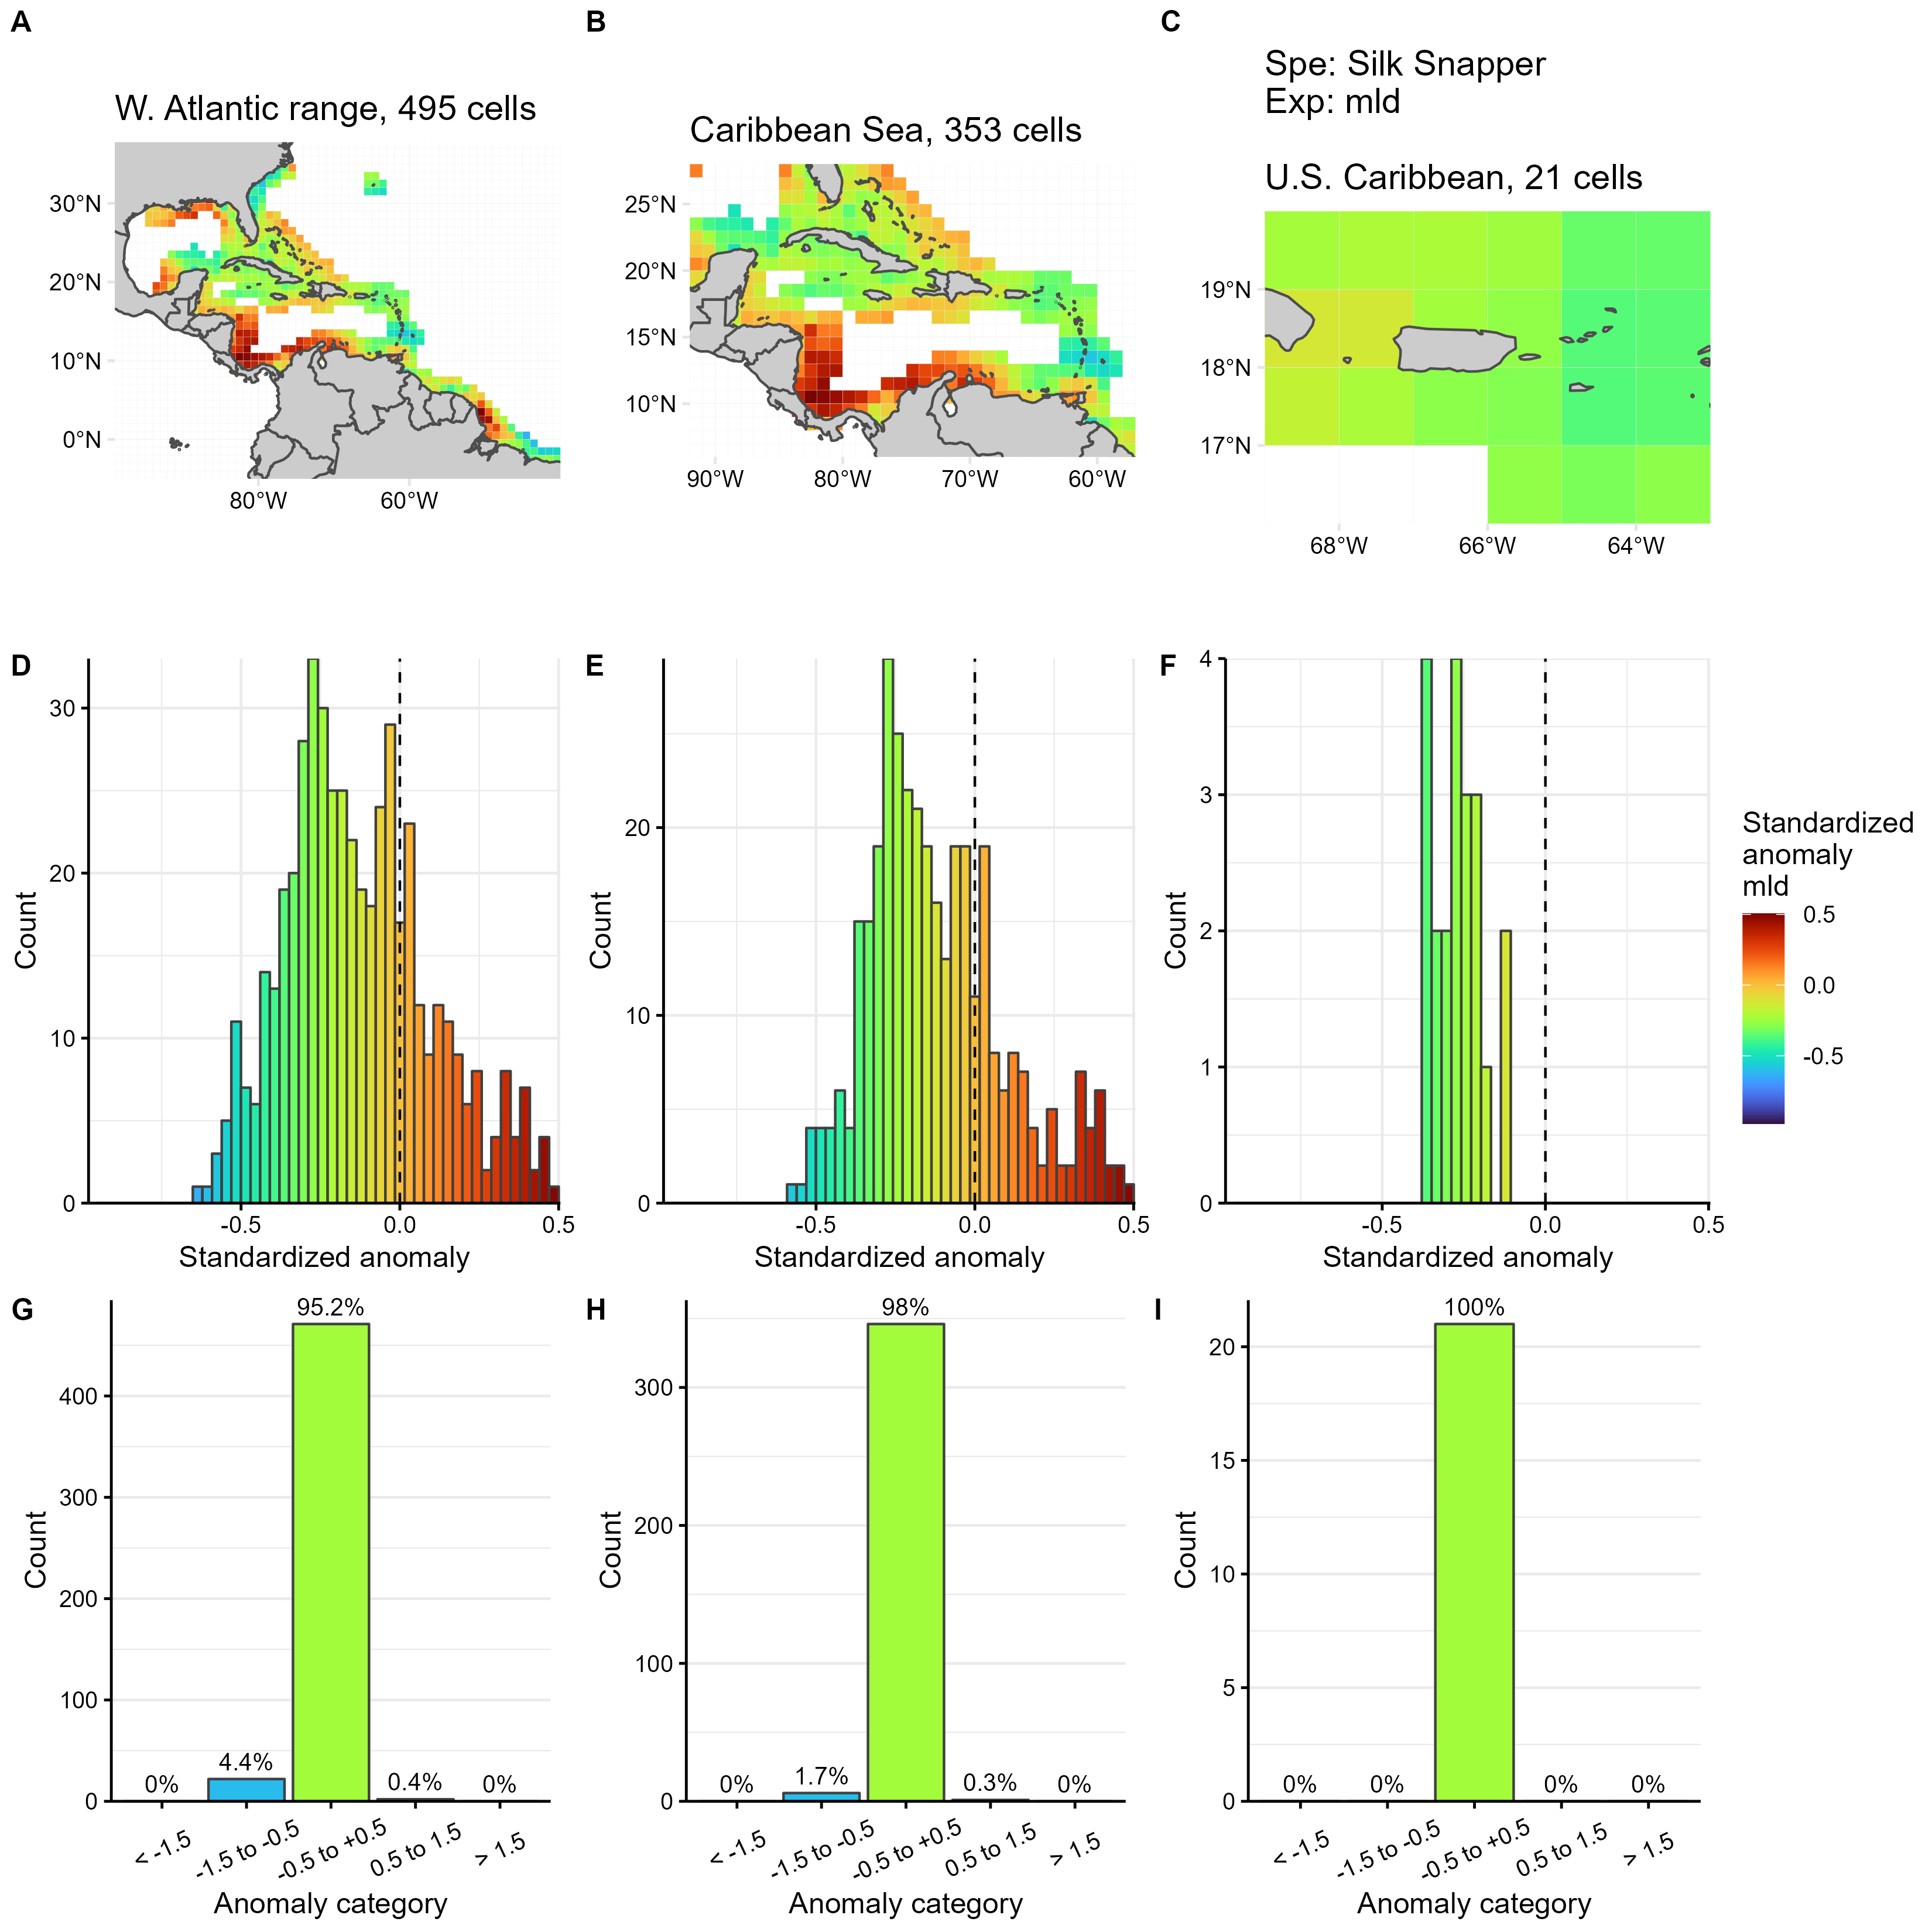 A
B
C
Spe: Silk Snapper
Exp: mld
W. Atlantic range, 495 cells
Caribbean Sea, 353 cells
U.S. Caribbean, 21 cells
30°N
20°N
10°N
0°N
80°W
60°W
25°N
20°N
15°N
10°N
90°W
80°W
70°W
60°W
19°N
18°N
17°N
68°W
66°W
64°W
D
Count
30
20
10
0
-0.5
0.0
0.5
Standardized anomaly
E
Count
20
10
0
-0.5
0.0
0.5
Standardized anomaly
F
Count
4
3
2
1
0
-0.5
0.0
0.5
Standardized anomaly
Standardized
anomaly
mld
0.5
0.0
-0.5
G
Count
400
300
200
100
0
0%
4.4%
95.2%
0.4%
0%
< -1.5
-1.5 to -0.5
-0.5 to +0.5
0.5 to 1.5
> 1.5
Anomaly category
H
Count
300
200
100
0
0%
1.7%
98%
0.3%
0%
< -1.5
-1.5 to -0.5
-0.5 to +0.5
0.5 to 1.5
> 1.5
Anomaly category
I
Count
20
15
10
5
0
0%
0%
100%
0%
0%
< -1.5
-1.5 to -0.5
-0.5 to +0.5
0.5 to 1.5
> 1.5
Anomaly category